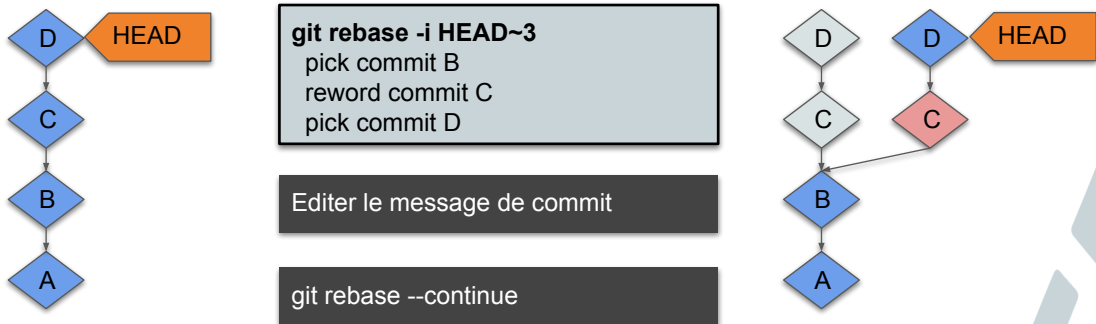 D
HEAD
C
B
A
git rebase -i HEAD~3
pick commit B
reword commit C
pick commit D
Editer le message de commit
git rebase --continue
D
D
HEAD
C
C
B
A